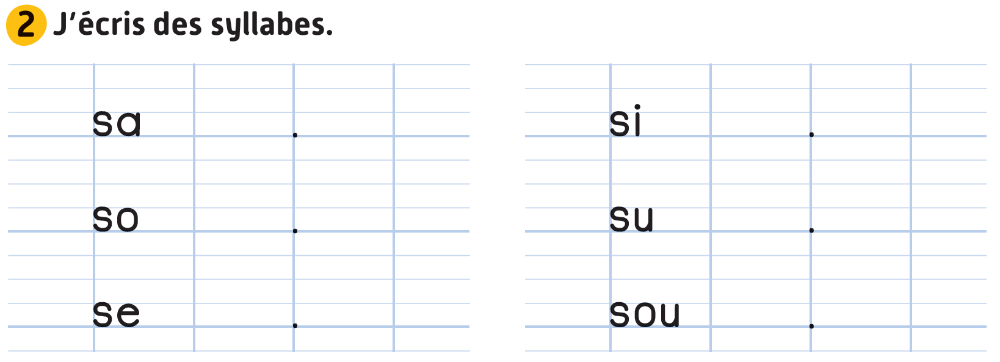 2 J'écris des syllabes.
sa . si .
so . su .
se . sou .